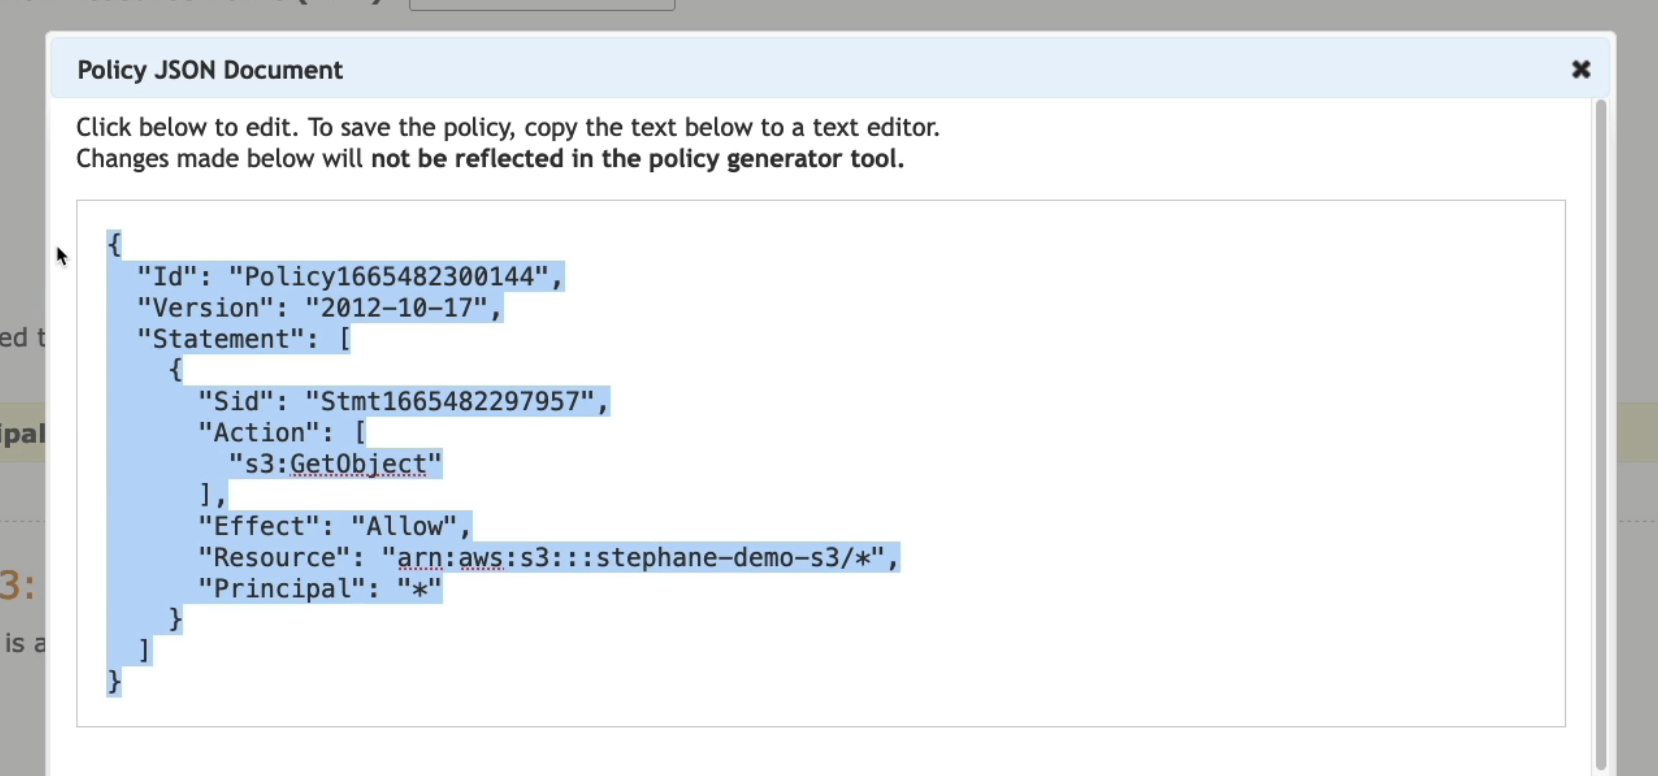 Policy JSON Document
Click below to edit. To save the policy, copy the text below to a text editor.
Changes made below will not be reflected in the policy generator tool.
{
"Id": "Policy1665482300144",
"Version": "2012-10-17",
"Statement": [
{
"Sid": "Stmt1665482297957",
"Action": [
"s3:GetObject"
],
"Effect": "Allow",
"Resource": "arn:aws:s3:::stephane-demo-s3/*",
"Principal": "*"
}
]
}
ed t
ipal
3:
is a